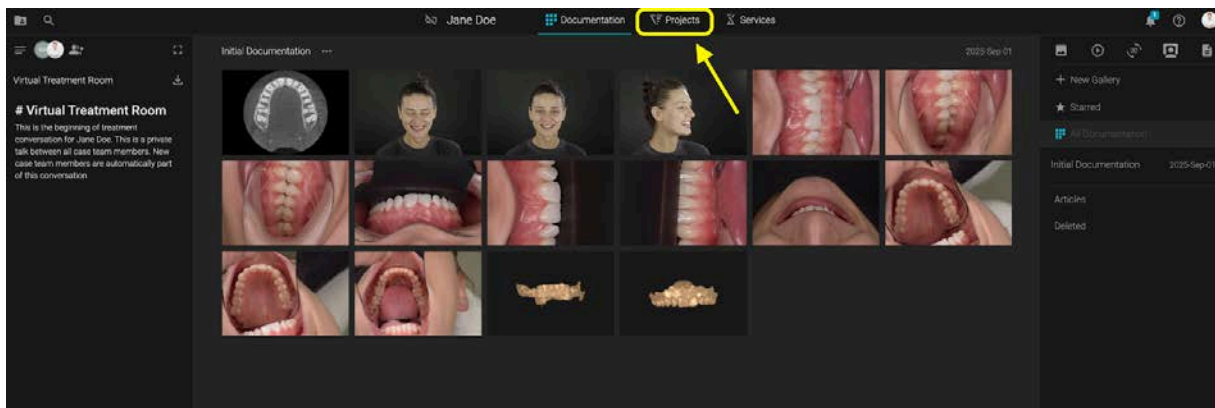 Jane Doe
Documentation
Projects
Services
Virtual Treatment Room
# Virtual Treatment Room
This is the beginning of treatment
conversation for Jane Doe. This is a private
talk between all case team members. New
case team members are automatically part
of this conversation
Initial Documentation ...
2025-Sep-01
+ New Gallery
Starred
All Documentation
Initial Documentation 2025-Sep-01
Articles
Deleted